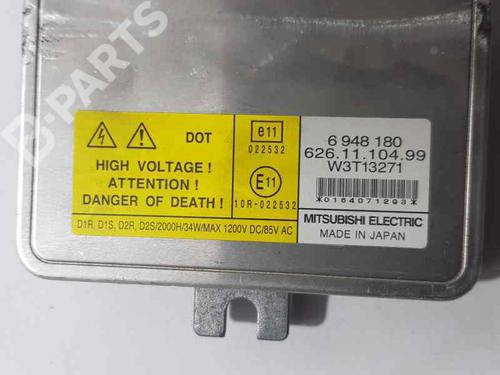 B-PARTS
DOT
HIGH VOLTAGE !
ATTENTION !
DANGER OF DEATH !
D1R, D1S, D2R, D2S/2000H/34W/MAX 1200V DC/85V AC
e11
022532
E11
10R-022532
6 948 180
626.11.104.99
W3T13271
*0164071293*
MITSUBISHI ELECTRIC
MADE IN JAPAN